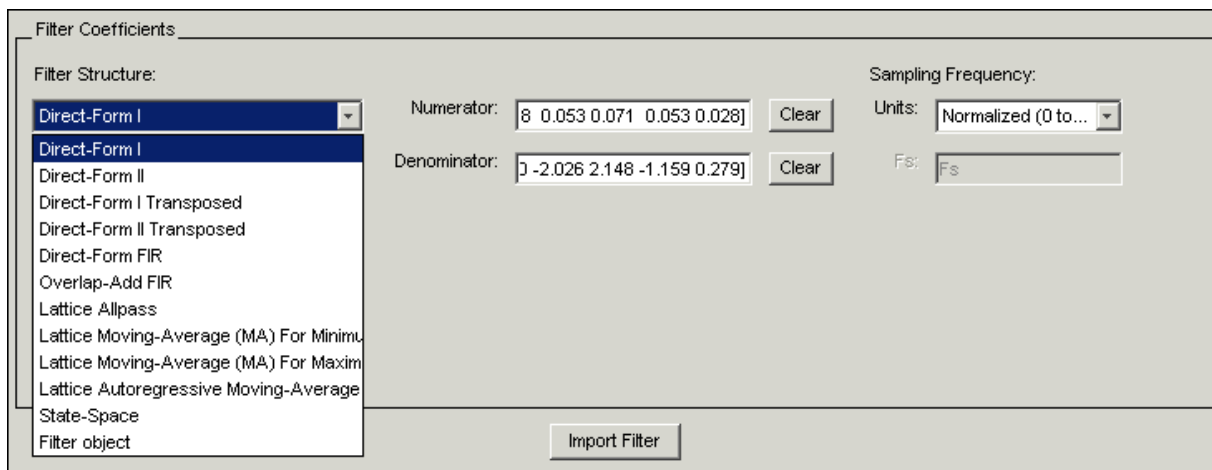 Filter Coefficients
Filter Structure:
Sampling Frequency:
Direct-Form I
Numerator:
8 0.053 0.071 0.053 0.028]
Clear
Units:
Normalized (0 to...
Direct-Form I
Denominator:
-2.026 2.148 -1.159 0.279]
Clear
Fs:
Fs
Direct-Form II
Direct-Form I Transposed
Direct-Form II Transposed
Direct-Form FIR
Overlap-Add FIR
Lattice Allpass
Lattice Moving-Average (MA) For Minimu
Lattice Moving-Average (MA) For Maxim
Lattice Autoregressive Moving-Average
State-Space
Filter object
Import Filter